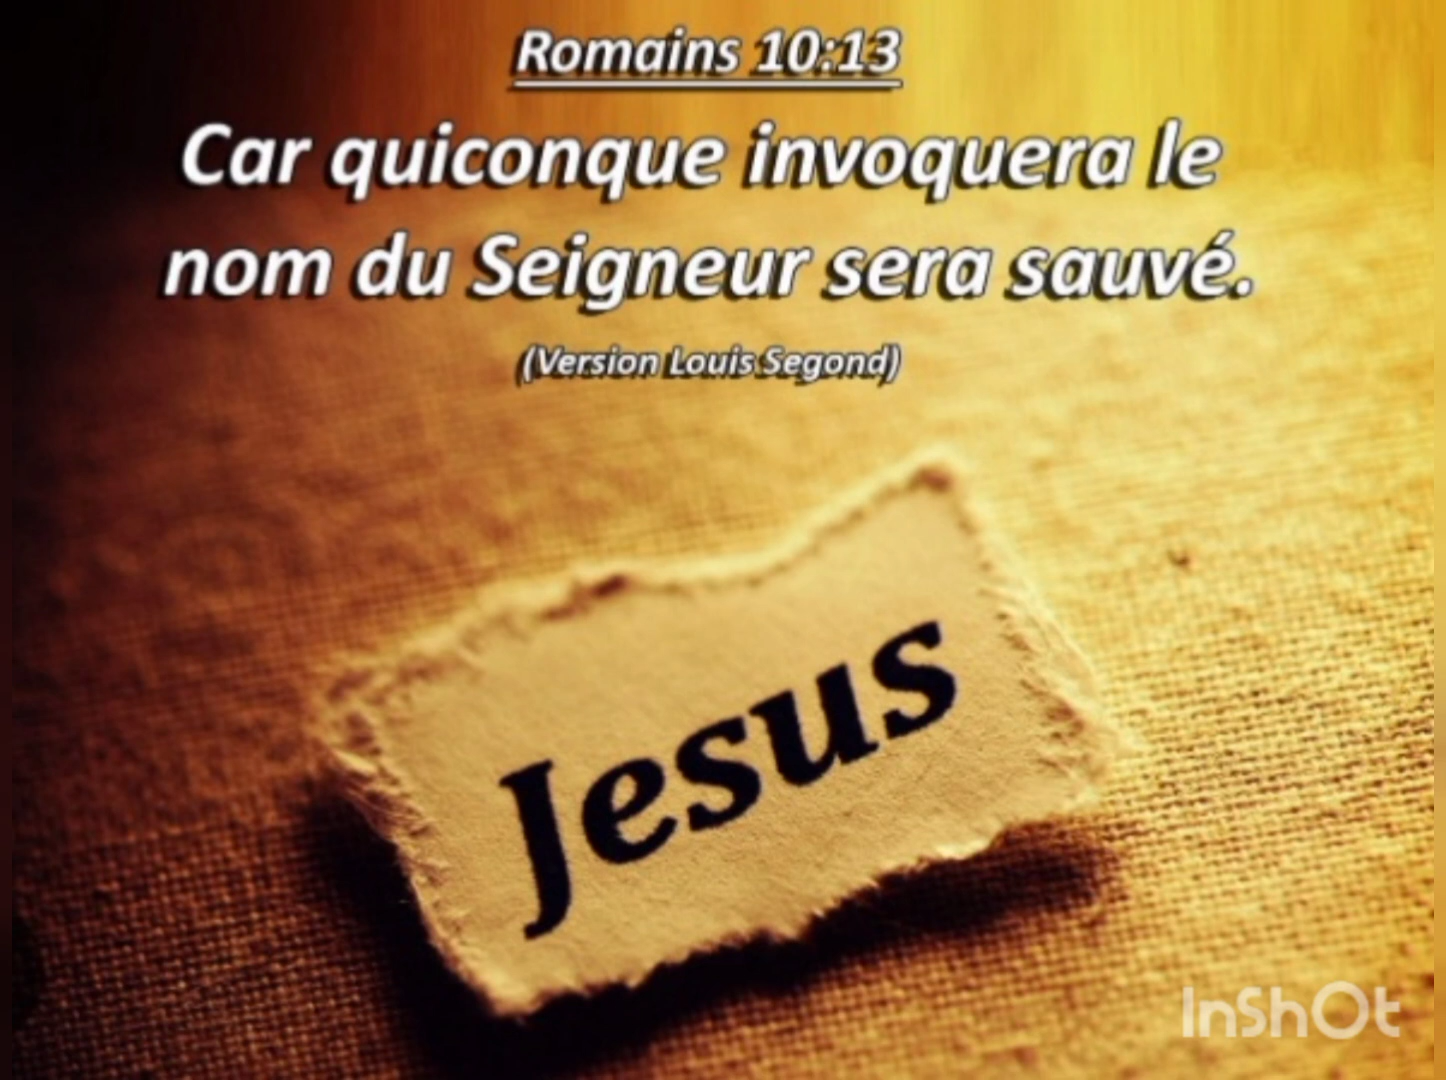 Romains 10:13
Car quiconque invoquera le
nom du Seigneur sera sauvé.
(Version Louis Segond)
Jesus
InShOt